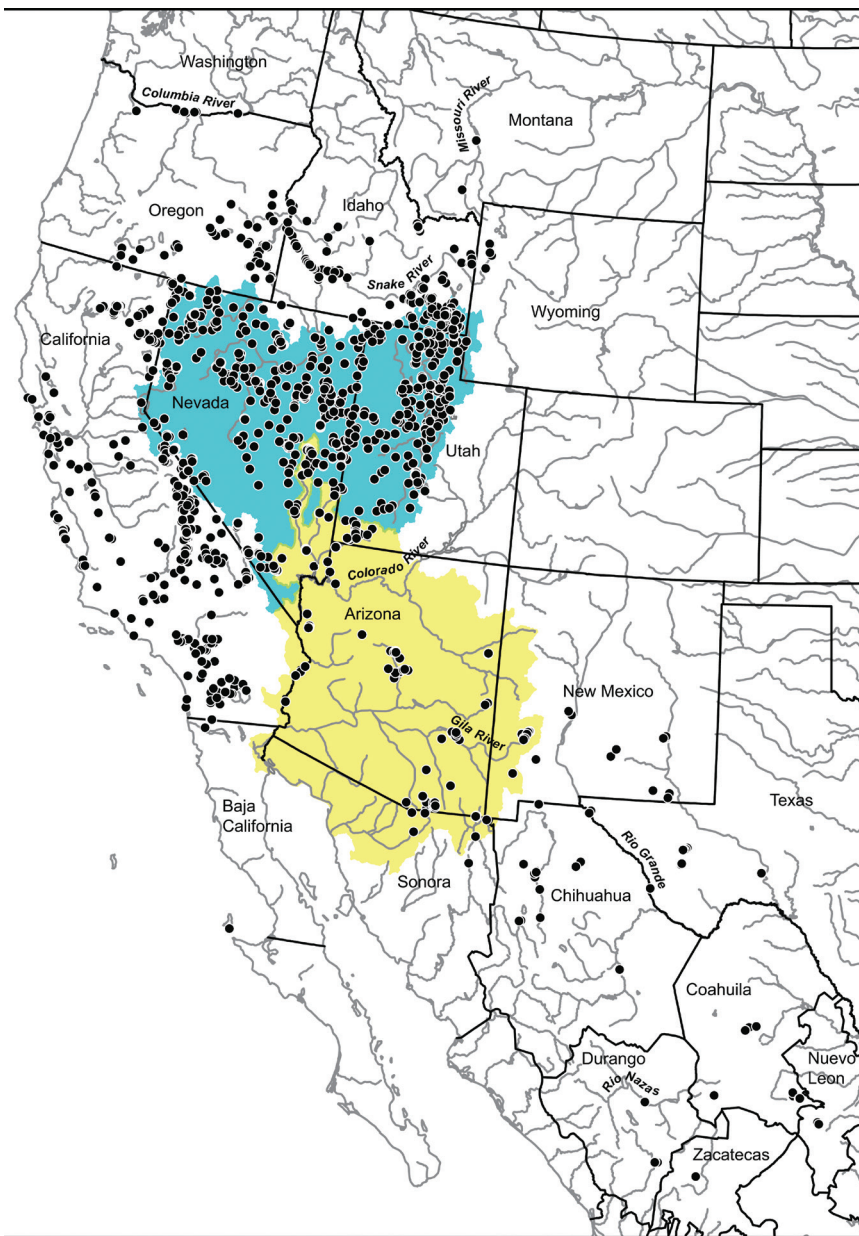 Washington
Columbia River
Missouri River
Montana
Oregon
Idaho
Snake River
Wyoming
California
Nevada
Utah
Colorado River
Arizona
New Mexico
Gila River
Baja
California
Texas
Sonora
Rio Grande
Chihuahua
Coahuila
Durango
Nuevo
Leon
Rio Nazas
Zacatecas